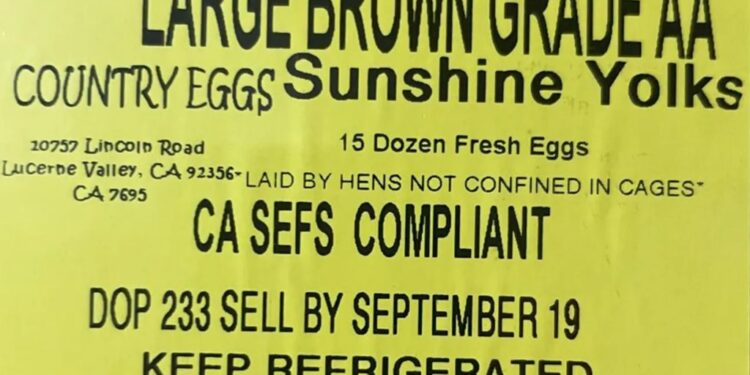 LARGE BROWN GRADE AA
COUNTRY EGGS Sunshine Yolks
10757 Lincoln Road
Lucerne Valley, CA 92356-
CA 7695
15 Dozen Fresh Eggs
"LAID BY HENS NOT CONFINED IN CAGES"
CA SEFS COMPLIANT
DOP 233 SELL BY SEPTEMBER 19
KEEP REFRIGERATED